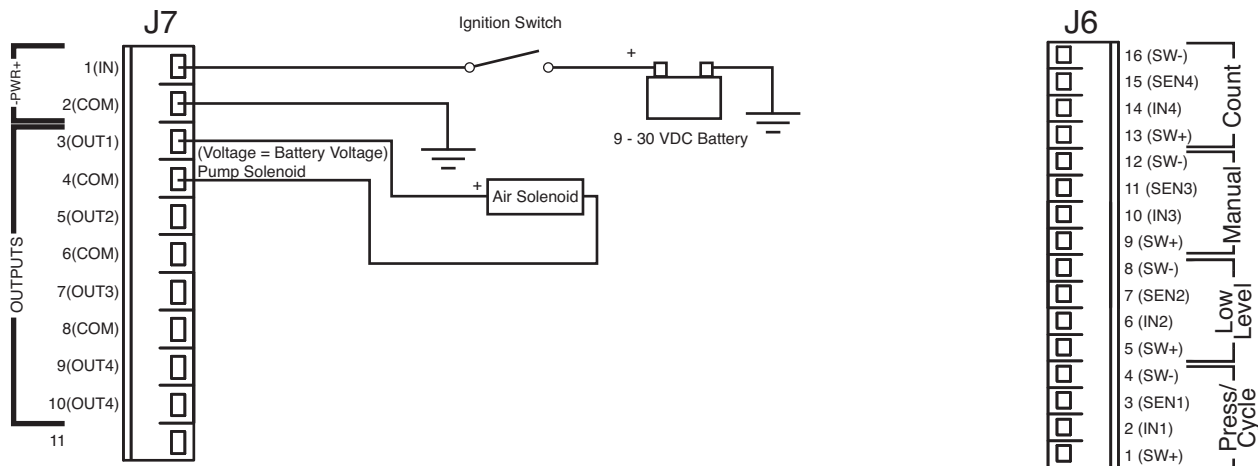 J7
-PWR+
OUTPUTS
1(IN)
2(COM)
3(OUT1)
4(COM)
5(OUT2)
6(COM)
7(OUT3)
8(COM)
9(OUT4)
10(OUT4)
11
Ignition Switch
+
9 - 30 VDC Battery
(Voltage = Battery Voltage)
Pump Solenoid
+
Air Solenoid
J6
16 (SW-)
15 (SEN4)
14 (IN4)
13 (SW+)
Count
12 (SW-)
11 (SEN3)
10 (IN3)
9 (SW+)
Manual
8 (SW-)
7 (SEN2)
6 (IN2)
5 (SW+)
Low
Level
4 (SW-)
3 (SEN1)
2 (IN1)
1 (SW+)
Press/
Cycle